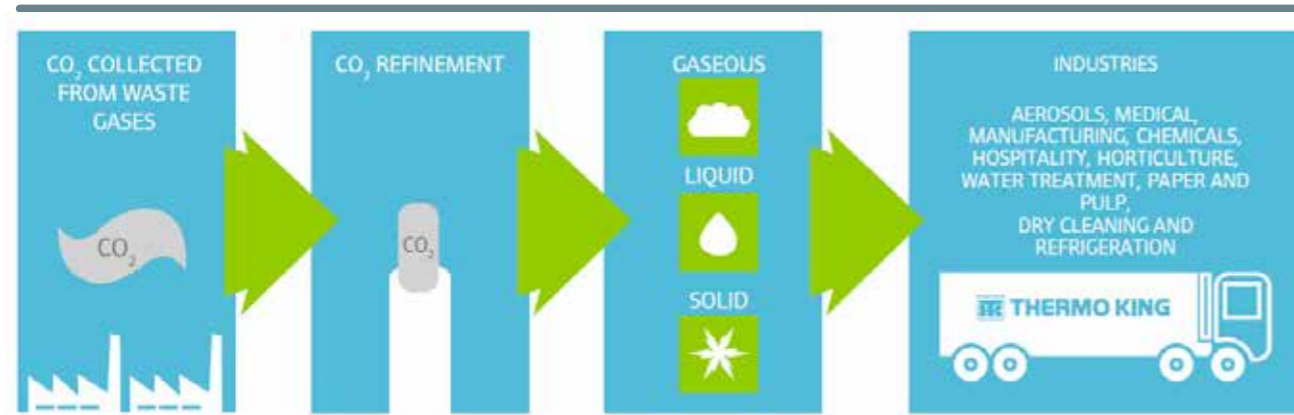 CO₂ COLLECTED
FROM WASTE
GASES
CO₂
CO₂ REFINEMENT
CO₂
GASEOUS
LIQUID
SOLID
INDUSTRIES
AEROSOLS, MEDICAL,
MANUFACTURING, CHEMICALS,
HOSPITALITY, HORTICULTURE,
WATER TREATMENT, PAPER AND
PULP,
DRY CLEANING AND
REFRIGERATION
THERMO KING